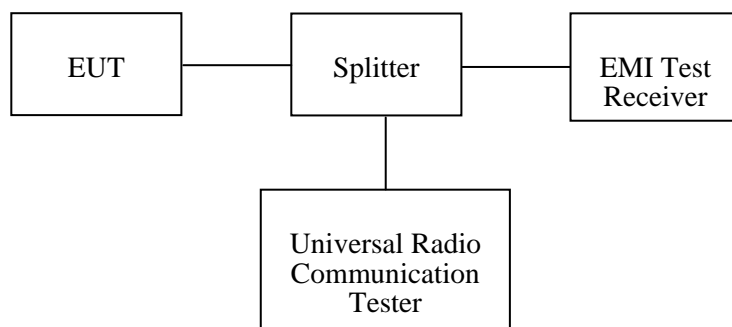 EUT
Splitter
EMI Test
Receiver
Universal Radio
Communication
Tester